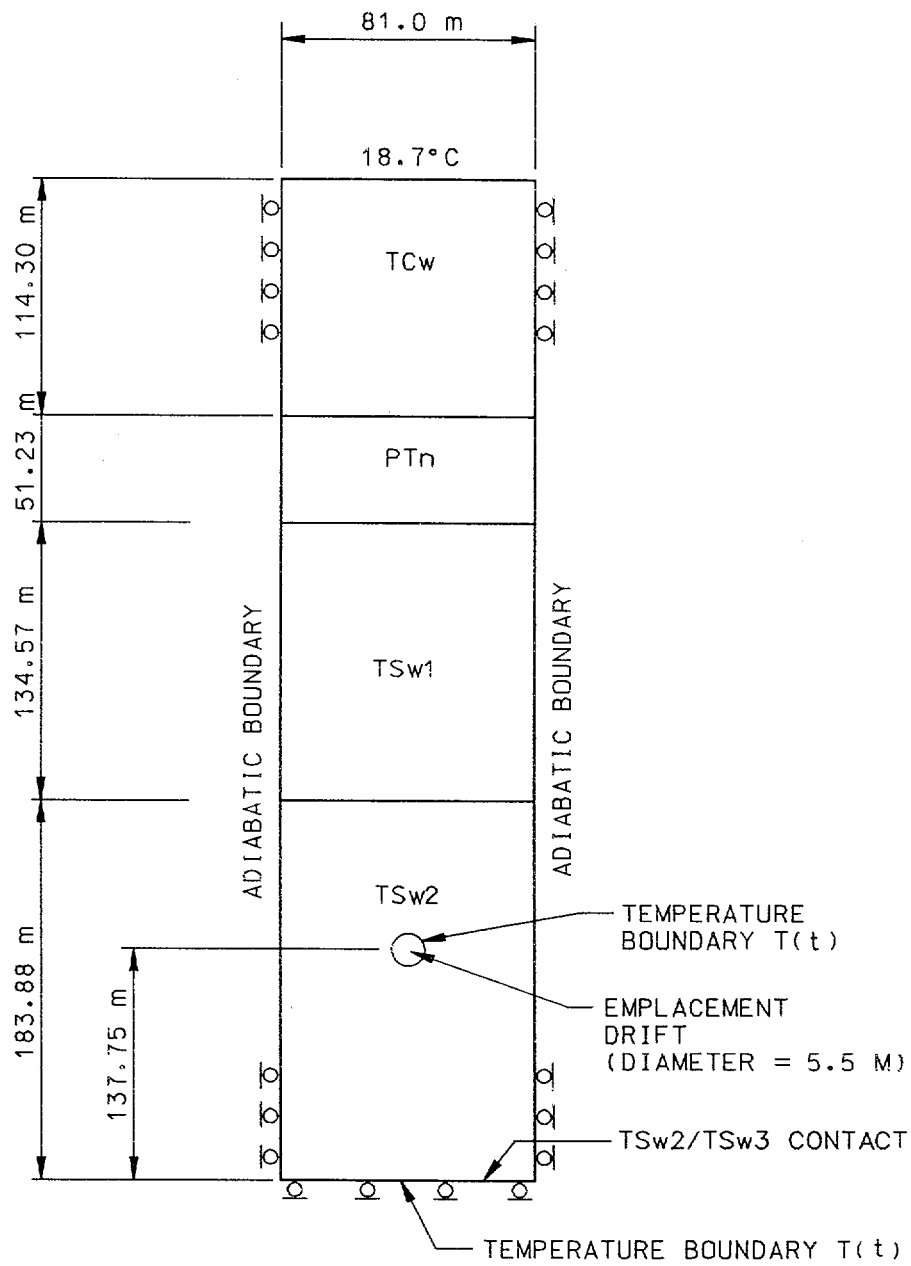 81.0 m
18.7°C
114.30 m
TCw
51.23 m
PTn
134.57 m
TSw1
ADIABATIC BOUNDARY
ADIABATIC BOUNDARY
183.88 m
TSw2
137.75 m
TEMPERATURE
BOUNDARY T(t)
EMPLACEMENT
DRIFT
(DIAMETER = 5.5 M)
TSw2/TSw3 CONTACT
TEMPERATURE BOUNDARY T(t)